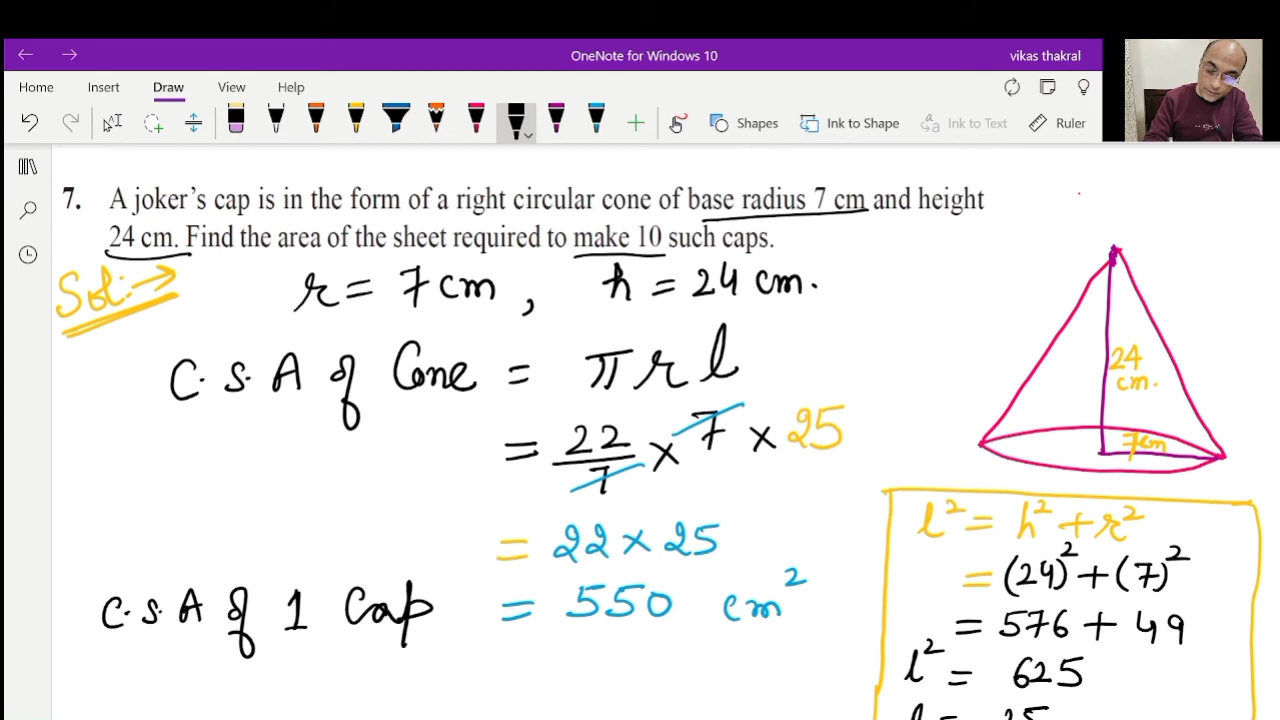 OneNote for Windows 10
vikas thakral
Home Insert Draw View Help
Shapes Ink to Shape Ink to Text Ruler
7. A joker's cap is in the form of a right circular cone of base radius 7 cm and height
24 cm. Find the area of the sheet required to make 10 such caps.
Sol:→
r = 7 cm, h = 24 cm.
C.S.A of Cone = π r l
= 22/7 × 7 × 25
= 22 × 25
C.S.A of 1 Cap = 550 cm²
24
cm.
7cm
l² = h² + r²
= (24)² + (7)²
= 576 + 49
l² = 625
l = 25